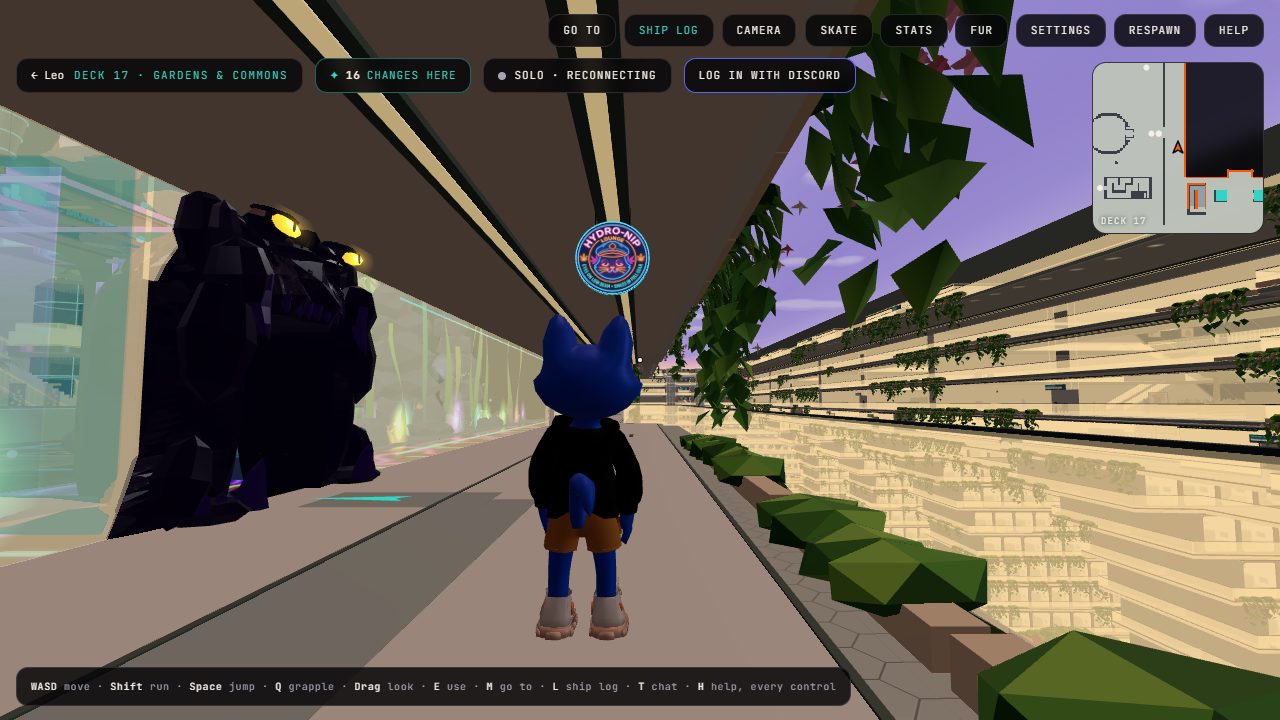 GO TO
SHIP LOG
CAMERA
SKATE
STATS
FUR
SETTINGS
RESPAWN
HELP
← Leo DECK 17 · GARDENS & COMMONS
✦ 16 CHANGES HERE
SOLO · RECONNECTING
LOG IN WITH DISCORD
DECK 17
HYDRO-NIP
LOUNGE
WASD move · Shift run · Space jump · Q grapple · Drag look · E use · M go to · L ship log · T chat · H help, every control